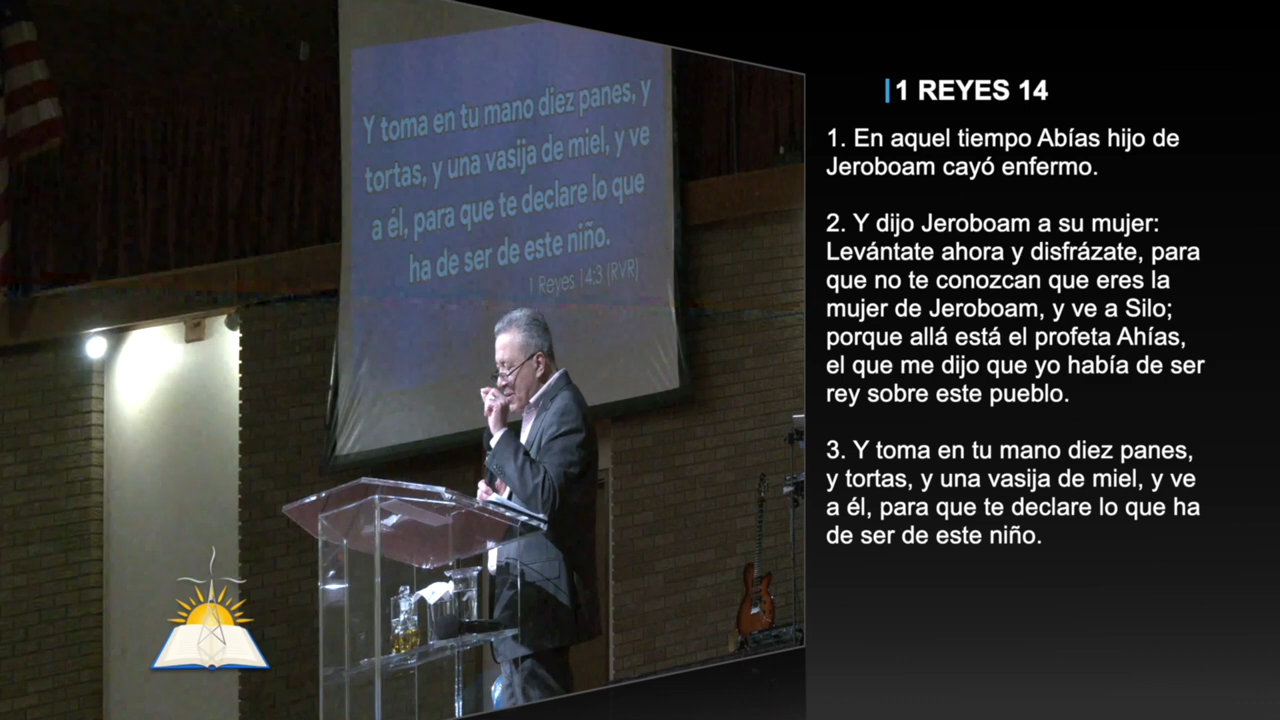 Y toma en tu mano diez panes, y
tortas, y una vasija de miel, y ve
a él, para que te declare lo que
ha de ser de este niño.
1 Reyes 14:3 (RVR)
1 REYES 14
1. En aquel tiempo Abías hijo de
Jeroboam cayó enfermo.
2. Y dijo Jeroboam a su mujer:
Levántate ahora y disfrázate, para
que no te conozcan que eres la
mujer de Jeroboam, y ve a Silo;
porque allá está el profeta Ahías,
el que me dijo que yo había de ser
rey sobre este pueblo.
3. Y toma en tu mano diez panes,
y tortas, y una vasija de miel, y ve
a él, para que te declare lo que ha
de ser de este niño.